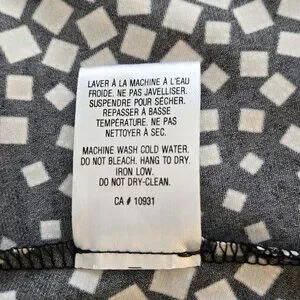 LAVER À LA MACHINE À L'EAU
FROIDE. NE PAS JAVELLISER.
SUSPENDRE POUR SÉCHER.
REPASSER À BASSE
TEMPÉRATURE. NE PAS
NETTOYER À SEC.
MACHINE WASH COLD WATER.
DO NOT BLEACH. HANG TO DRY.
IRON LOW.
DO NOT DRY-CLEAN.
CA # 10931